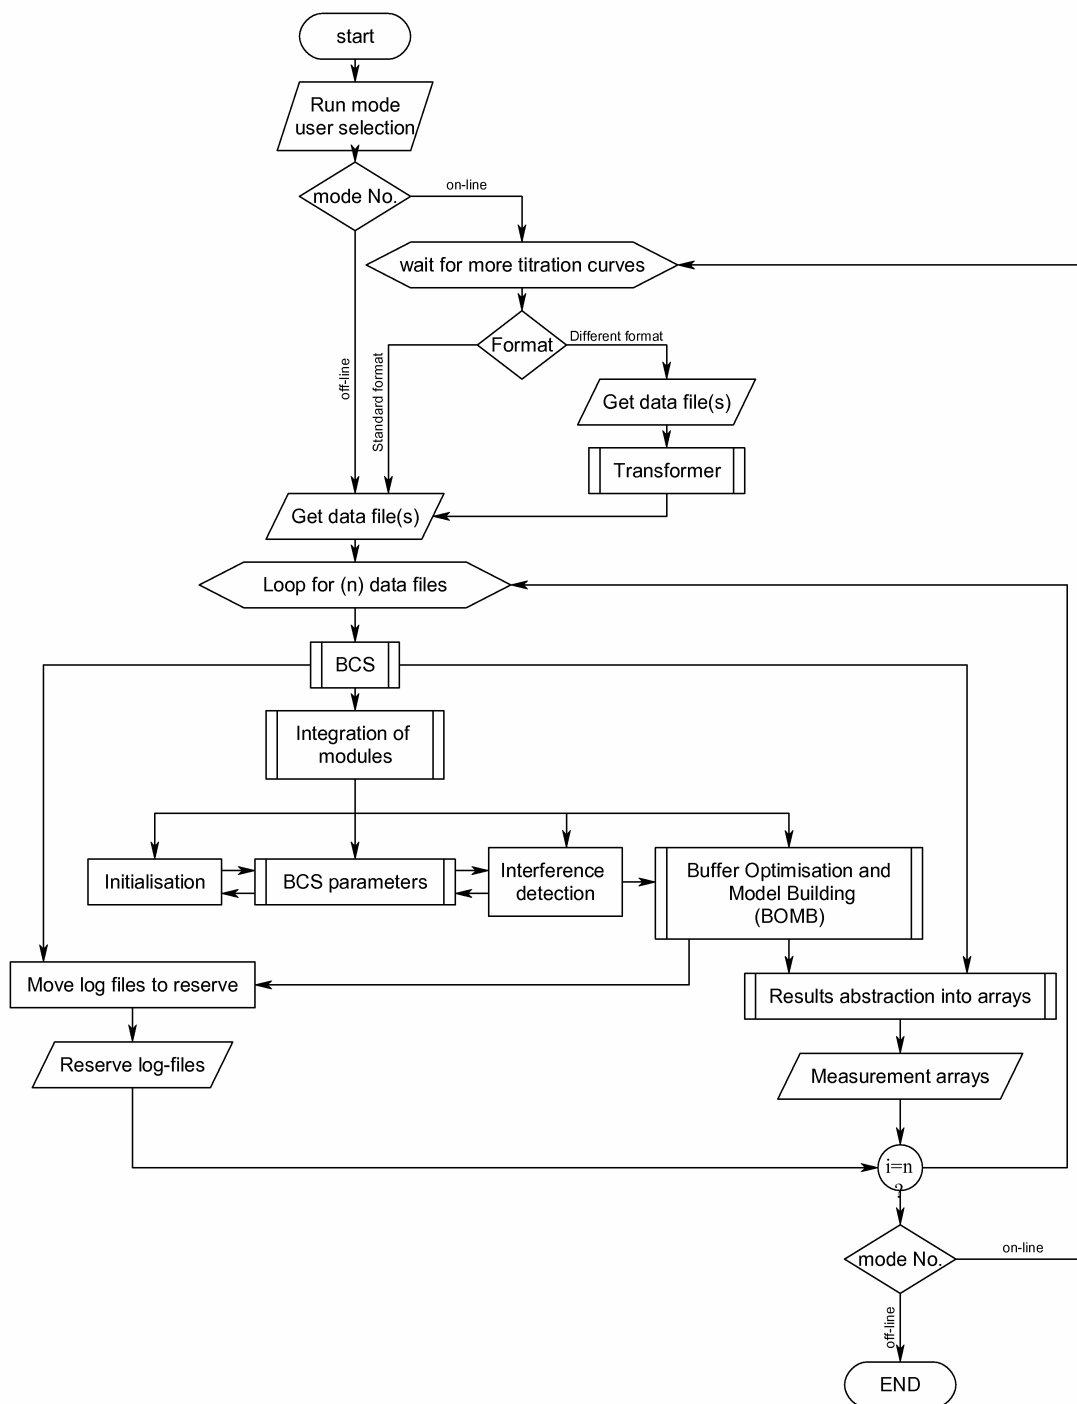 start
Run mode
user selection
mode No.
on-line
wait for more titration curves
Format
Different format
off-line
Standard format
Get data file(s)
Transformer
Get data file(s)
Loop for (n) data files
BCS
Integration of
modules
Initialisation
BCS parameters
Interference
detection
Buffer Optimisation and
Model Building
(BOMB)
Move log files to reserve
Results abstraction into arrays
Reserve log-files
Measurement arrays
i=n
?
mode No.
on-line
off-line
END